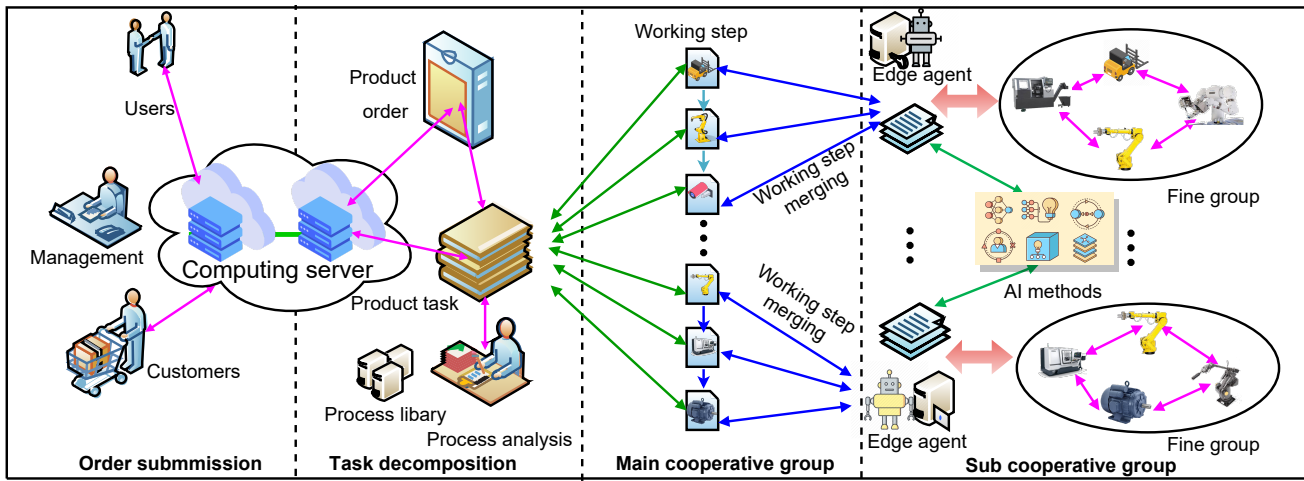 Users
Management
Customers
Computing server
Order submmission
Product
order
Product task
Process libary
Process analysis
Task decomposition
Working step
Working step
merging
Working step
merging
Main cooperative group
Edge agent
Fine group
AI methods
Edge agent
Fine group
Sub cooperative group